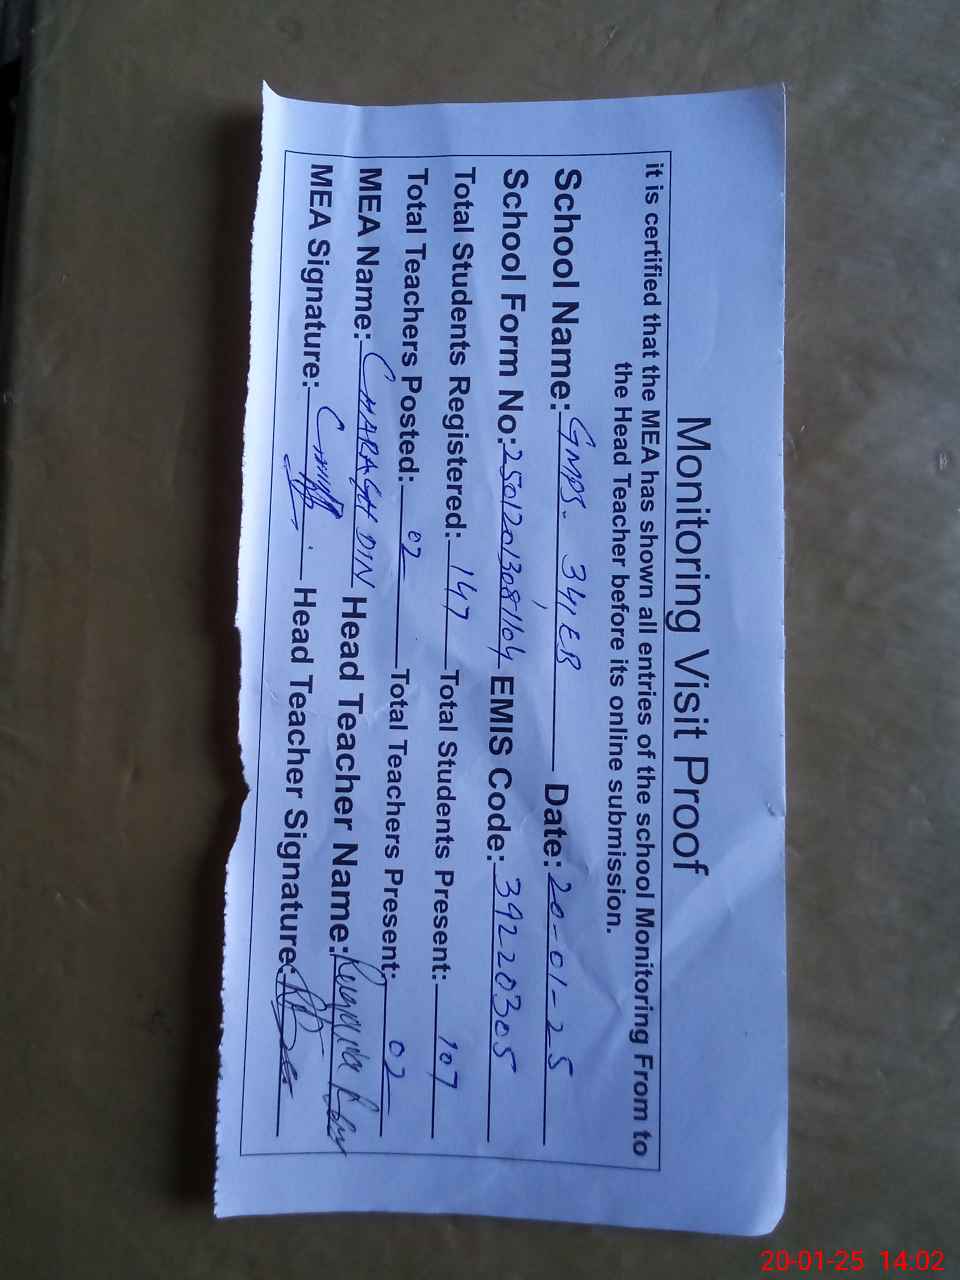 Monitoring Visit Proof
it is certified that the MEA has shown all entries of the school Monitoring From to
the Head Teacher before its online submission.
School Name: GMPS. 34/EB Date: 20-01-25
School Form No: 25012013081104 EMIS Code: 39220305
Total Students Registered: 147 Total Students Present: 107
Total Teachers Posted: 02 Total Teachers Present: 02
MEA Name: CHARAGH DIN Head Teacher Name:
MEA Signature: Head Teacher Signature:
20-01-25 14:02